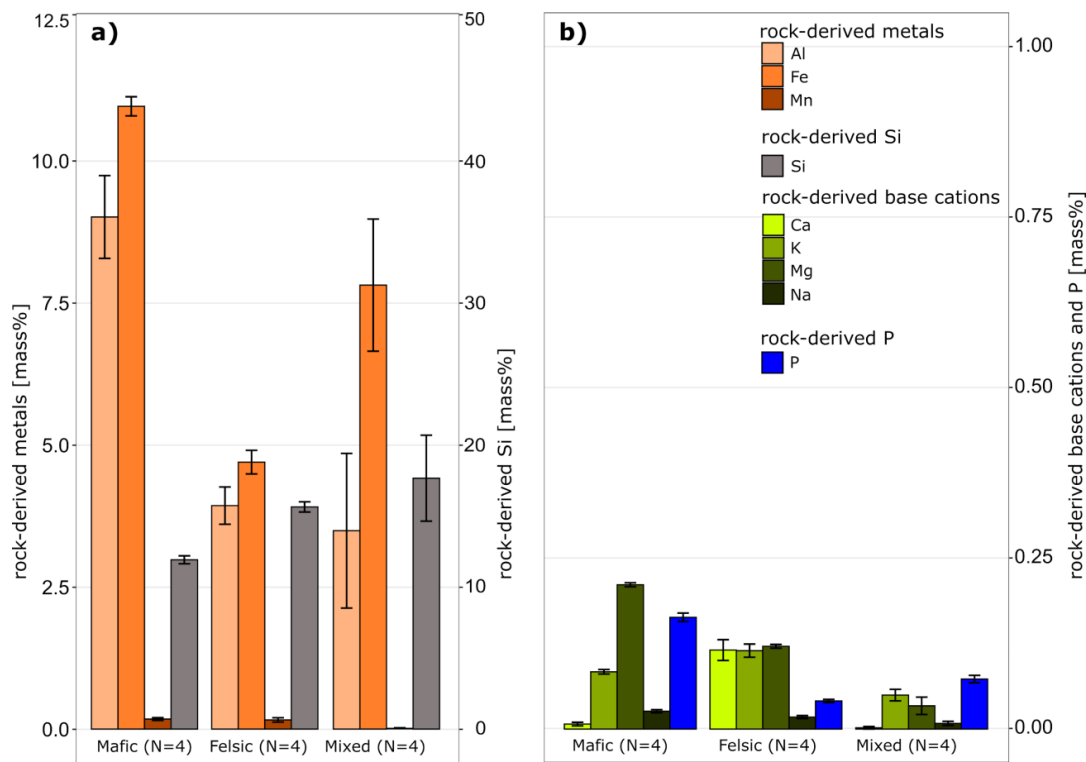 a)
12.5
10.0
7.5
5.0
2.5
0.0
rock-derived metals [mass%]
50
40
30
20
10
0
rock-derived Si [mass%]
Mafic (N=4)
Felsic (N=4)
Mixed (N=4)
b)
rock-derived metals
Al
Fe
Mn
rock-derived Si
Si
rock-derived base cations
Ca
K
Mg
Na
rock-derived P
P
1.00
0.75
0.50
0.25
0.00
rock-derived base cations and P [mass%]
Mafic (N=4)
Felsic (N=4)
Mixed (N=4)